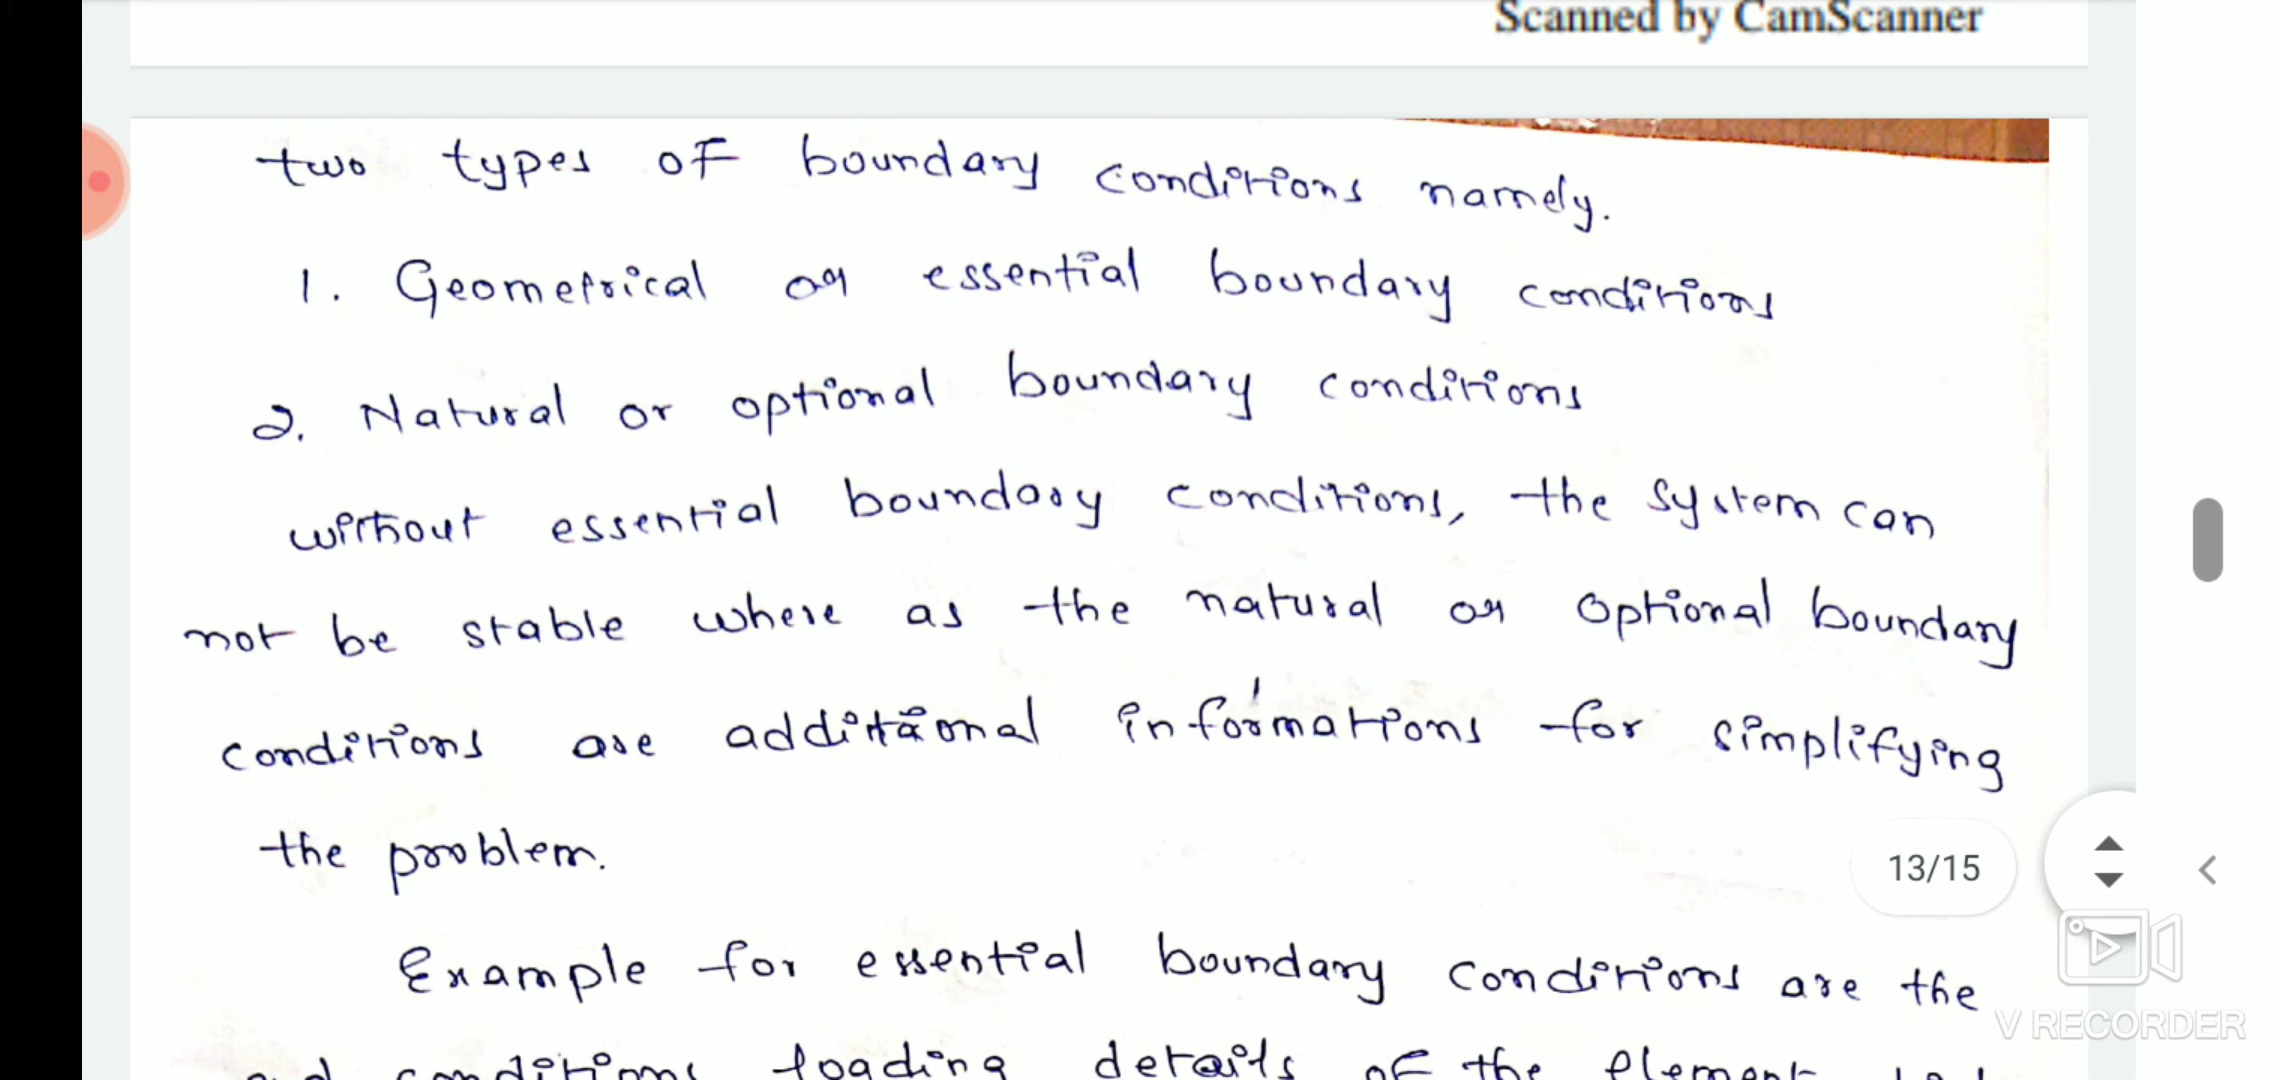 Scanned by CamScanner
two types of boundary conditions namely.
1. Geometrical or essential boundary conditions
2. Natural or optional boundary conditions
without essential boundary conditions, the system can
not be stable where as the natural or optional boundary
conditions are additional informations for simplifying
the problem.
13/15
Example for essential boundary conditions are the
V RECORDER
conditions loading details of the element